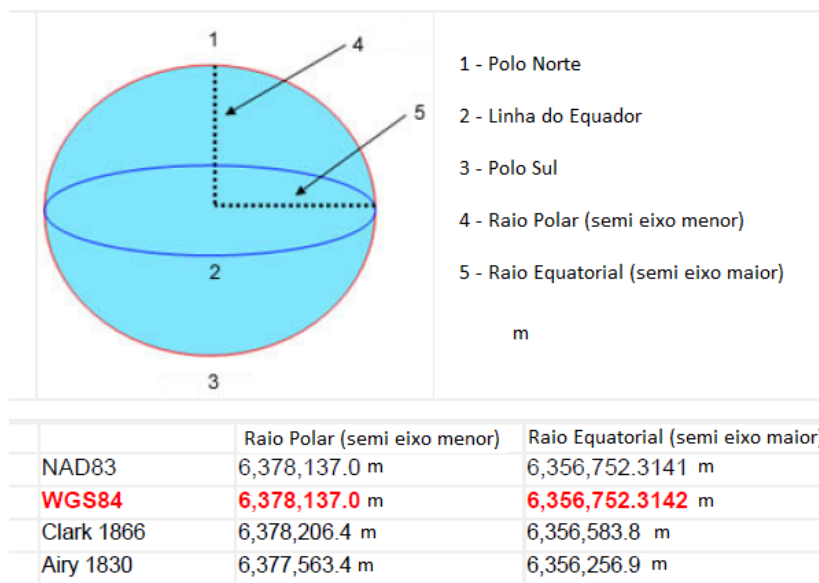 1
4
5
2
3
1 - Polo Norte
2 - Linha do Equador
3 - Polo Sul
4 - Raio Polar (semi eixo menor)
5 - Raio Equatorial (semi eixo maior)
m
Raio Polar (semi eixo menor) Raio Equatorial (semi eixo maior)
NAD83 6,378,137.0 m 6,356,752.3141 m
WGS84 6,378,137.0 m 6,356,752.3142 m
Clark 1866 6,378,206.4 m 6,356,583.8 m
Airy 1830 6,377,563.4 m 6,356,256.9 m